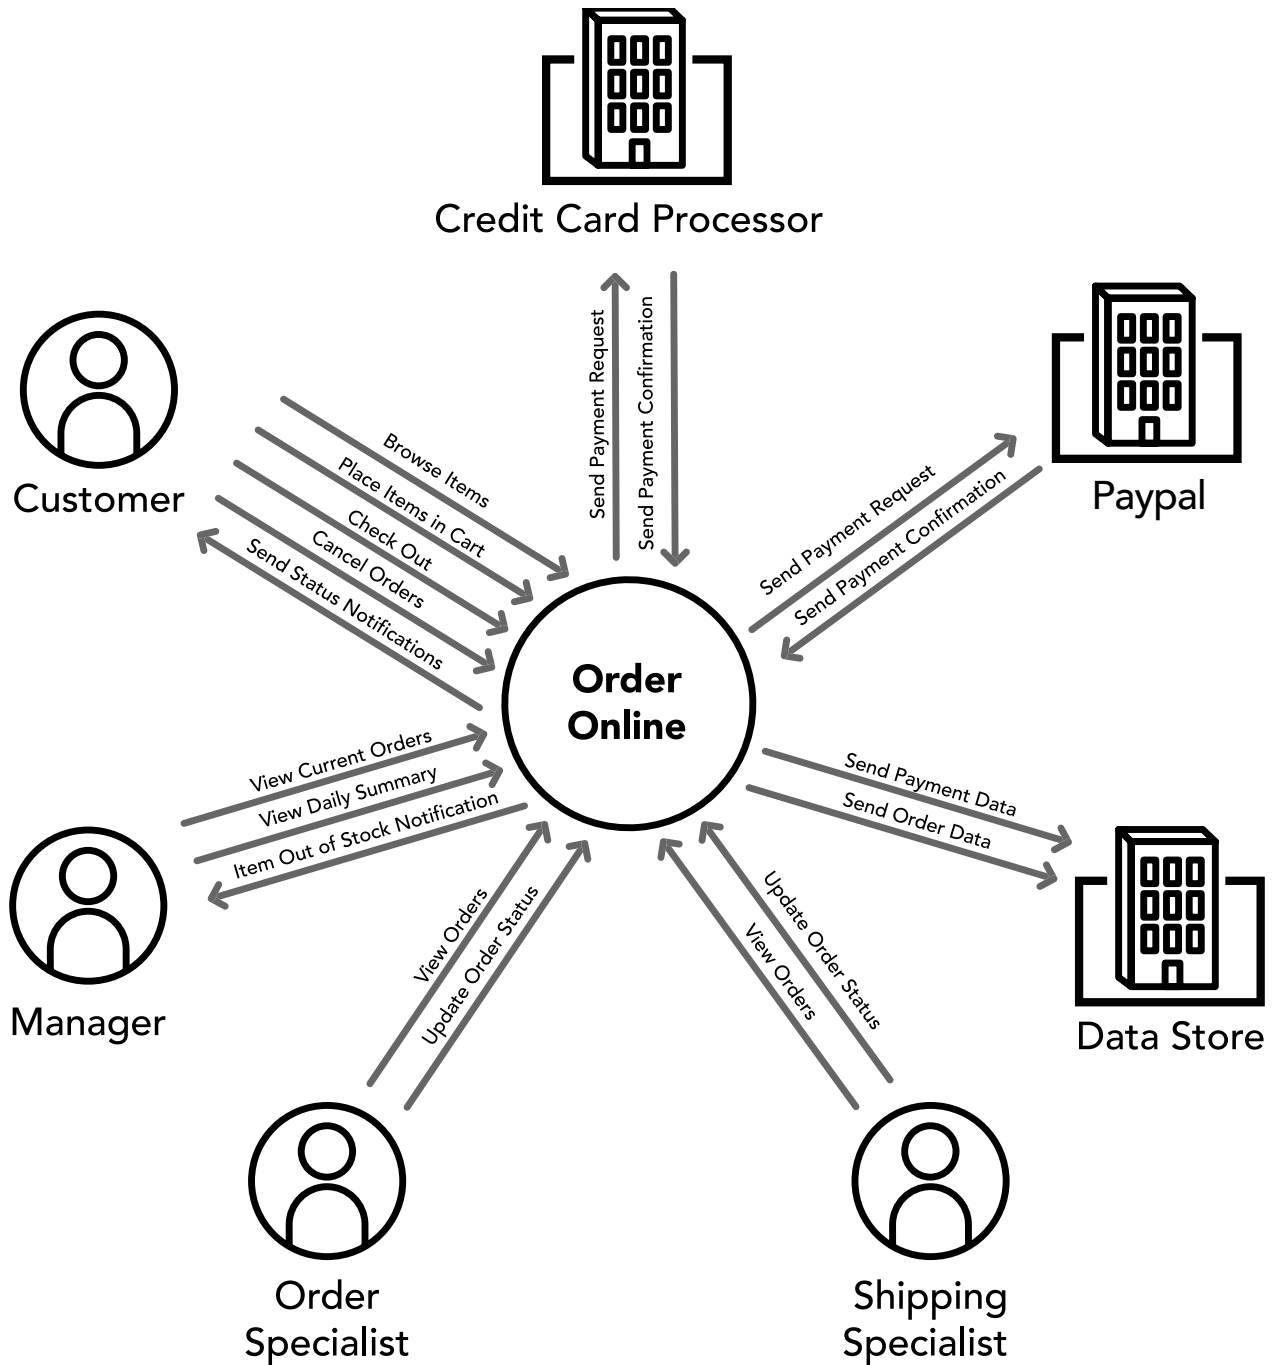 Credit Card Processor
Send Payment Request
Send Payment Confirmation
Customer
Browse Items
Place Items in Cart
Check Out
Cancel Orders
Send Status Notifications
Paypal
Send Payment Request
Send Payment Confirmation
Order
Online
View Current Orders
View Daily Summary
Item Out of Stock Notification
Manager
Send Payment Data
Send Order Data
Data Store
View Orders
Update Order Status
Order
Specialist
Update Order Status
View Orders
Shipping
Specialist